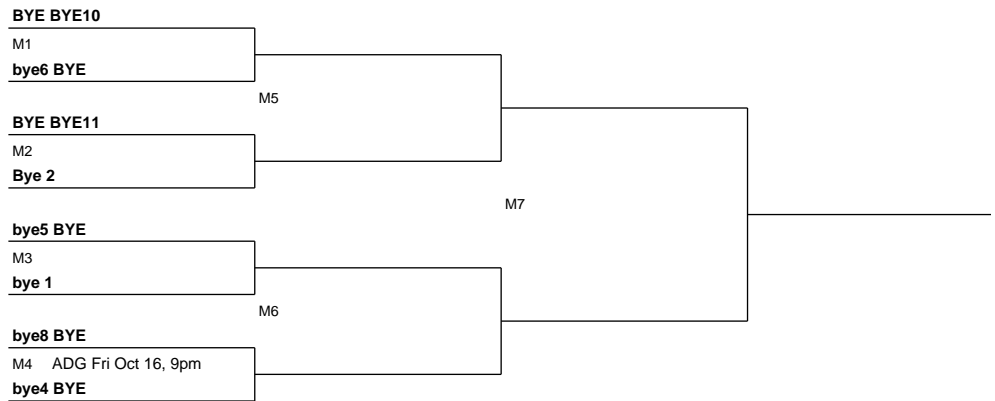 BYE BYE10
M1
bye6 BYE
M5
BYE BYE11
M2
Bye 2
M7
bye5 BYE
M3
bye 1
M6
bye8 BYE
M4 ADG Fri Oct 16, 9pm
bye4 BYE